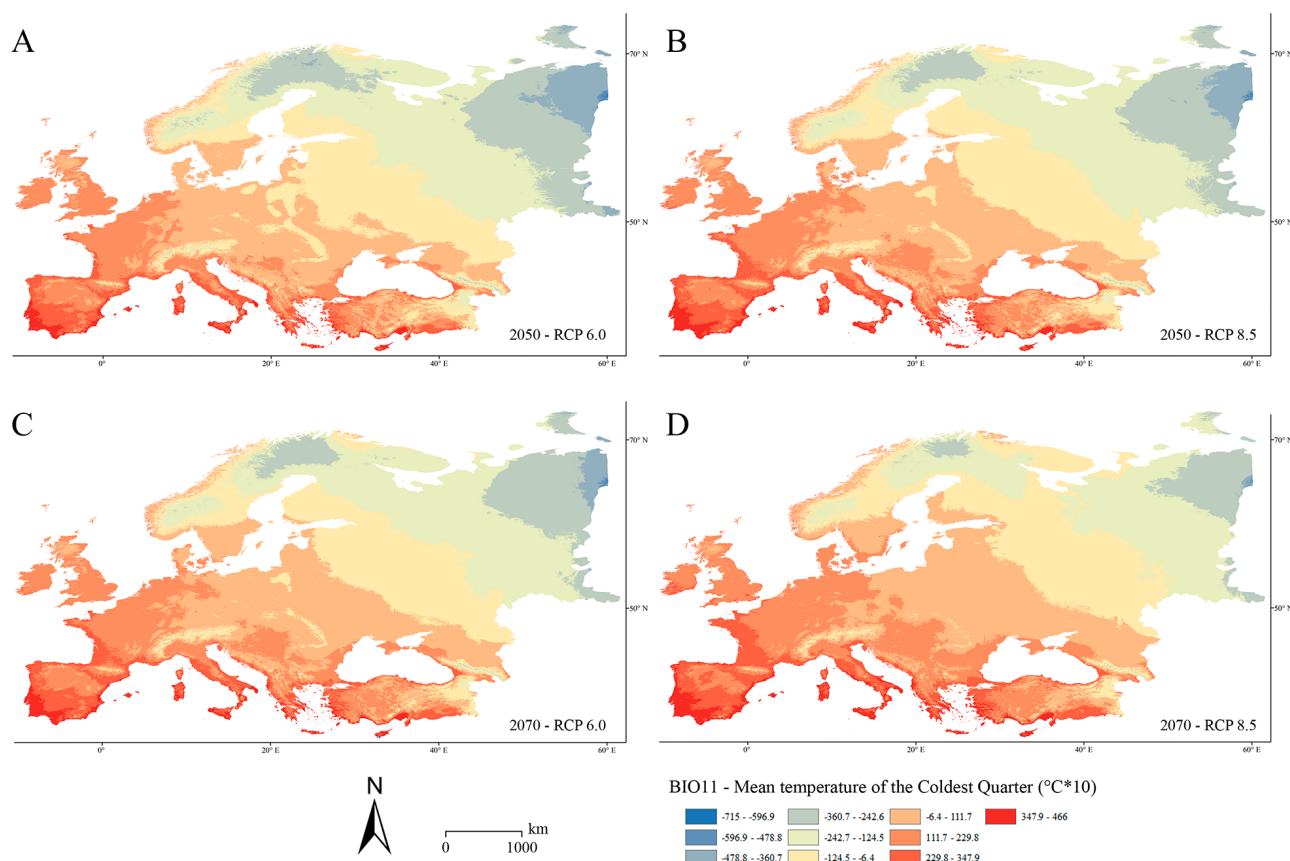 A
B
70° N
70° N
50° N
50° N
2050 - RCP 6.0
2050 - RCP 8.5
0°
20° E
40° E
60° E
0°
20° E
40° E
60° E
C
D
70° N
70° N
50° N
50° N
2070 - RCP 6.0
2070 - RCP 8.5
0°
20° E
40° E
60° E
0°
20° E
40° E
60° E
N
km
0 1000
BIO11 - Mean temperature of the Coldest Quarter (°C*10)
-715 - -596.9 -360.7 - -242.6 -6.4 - 111.7 347.9 - 466
-596.9 - -478.8 -242.7 - -124.5 111.7 - 229.8
-478.8 - -360.7 -124.5 - -6.4 229.8 - 347.9